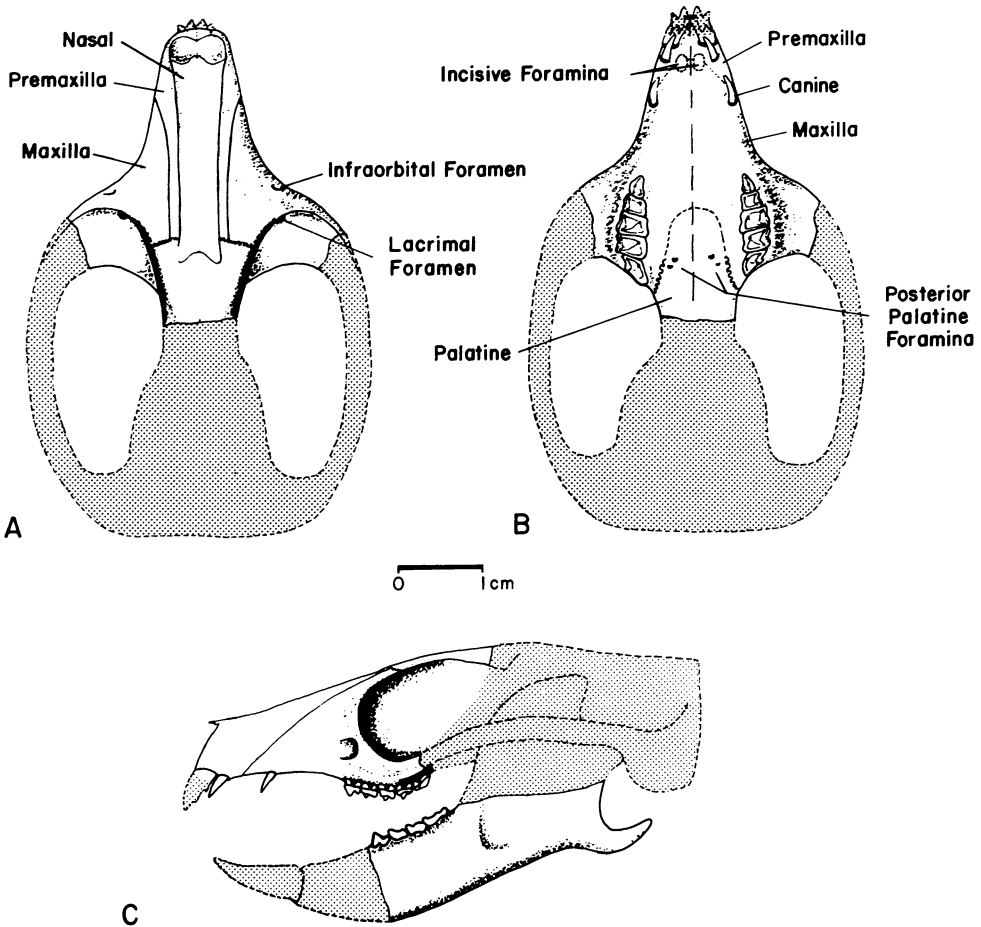 Nasal
Premaxilla
Maxilla
Infraorbital Foramen
Lacrimal
Foramen
A
Premaxilla
Incisive Foramina
Canine
Maxilla
Posterior
Palatine
Foramina
Palatine
B
0 1 cm
C